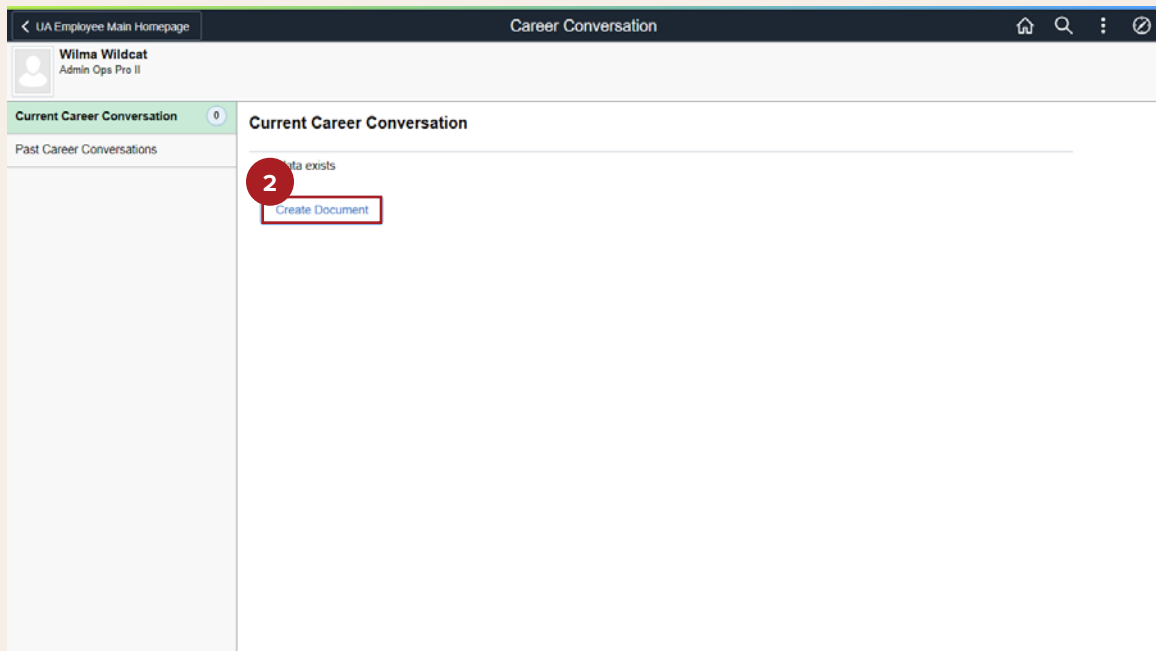 UA Employee Main Homepage
Career Conversation
Wilma Wildcat
Admin Ops Pro II
Current Career Conversation 0
Past Career Conversations
Current Career Conversation
data exists
2
Create Document